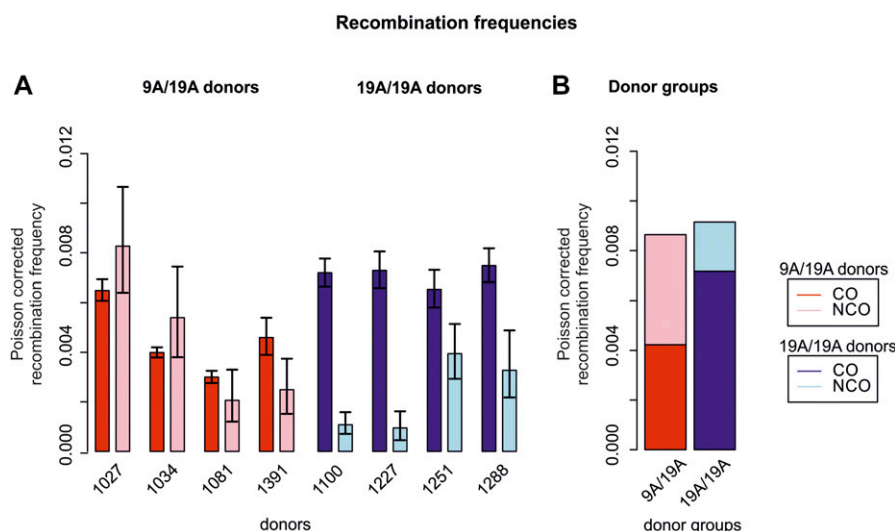 Recombination frequencies
A
9A/19A donors
19A/19A donors
Poisson corrected
recombination frequency
0.012
0.008
0.004
0.000
1027
1034
1081
1391
1100
1227
1251
1288
donors
B
Donor groups
Poisson corrected
recombination frequency
0.012
0.008
0.004
0.000
9A/19A
19A/19A
donor groups
9A/19A donors
CO
NCO
19A/19A donors
CO
NCO